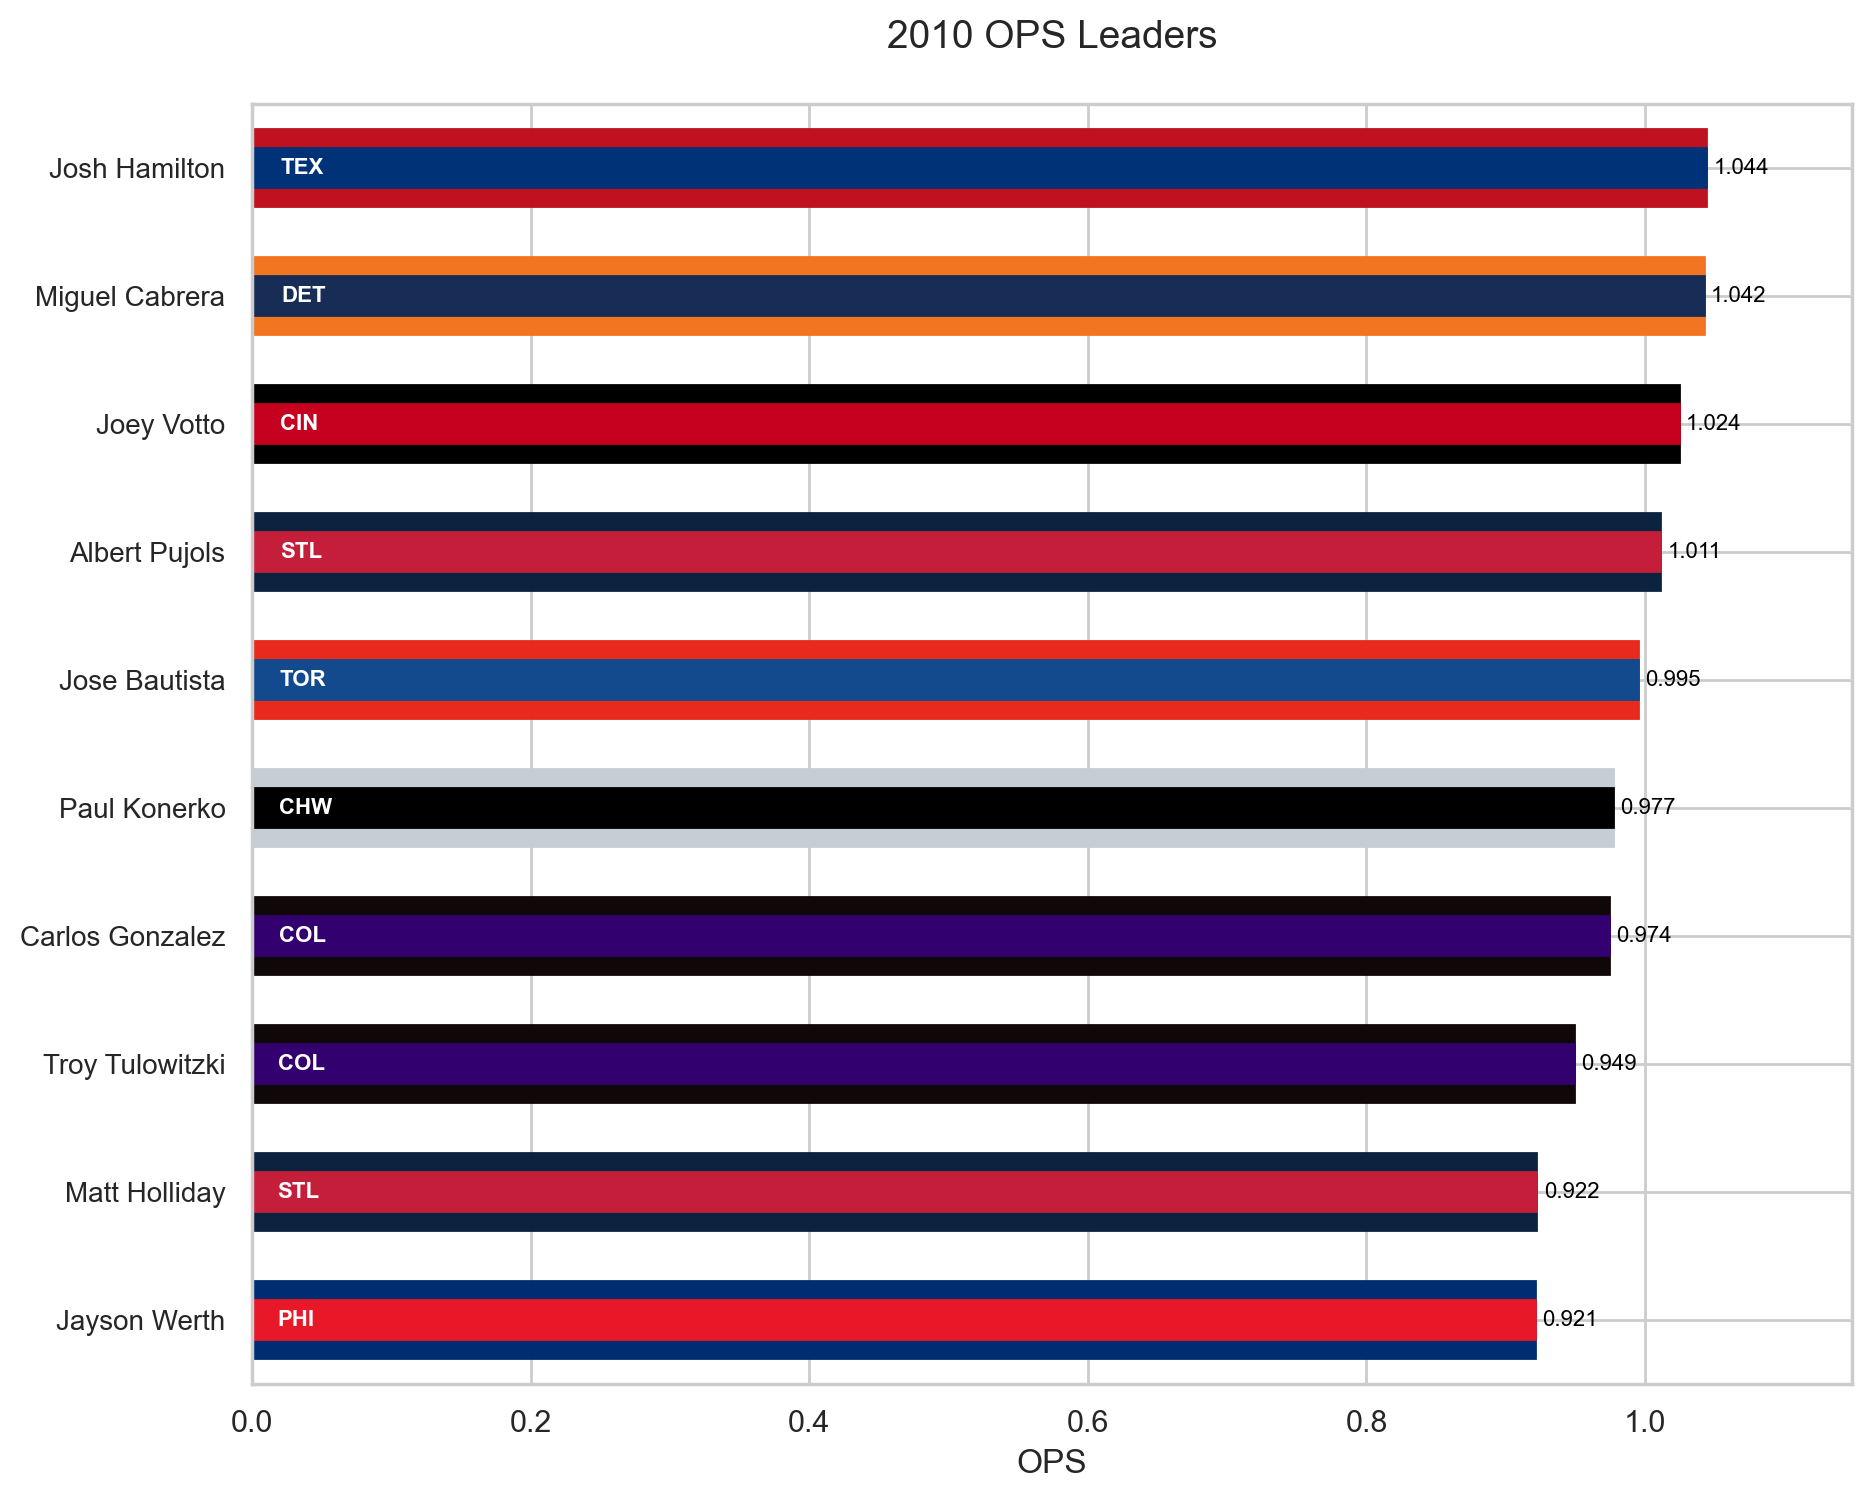 2010 OPS Leaders
Josh Hamilton TEX 1.044
Miguel Cabrera DET 1.042
Joey Votto CIN 1.024
Albert Pujols STL 1.011
Jose Bautista TOR 0.995
Paul Konerko CHW 0.977
Carlos Gonzalez COL 0.974
Troy Tulowitzki COL 0.949
Matt Holliday STL 0.922
Jayson Werth PHI 0.921
0.0 0.2 0.4 0.6 0.8 1.0
OPS